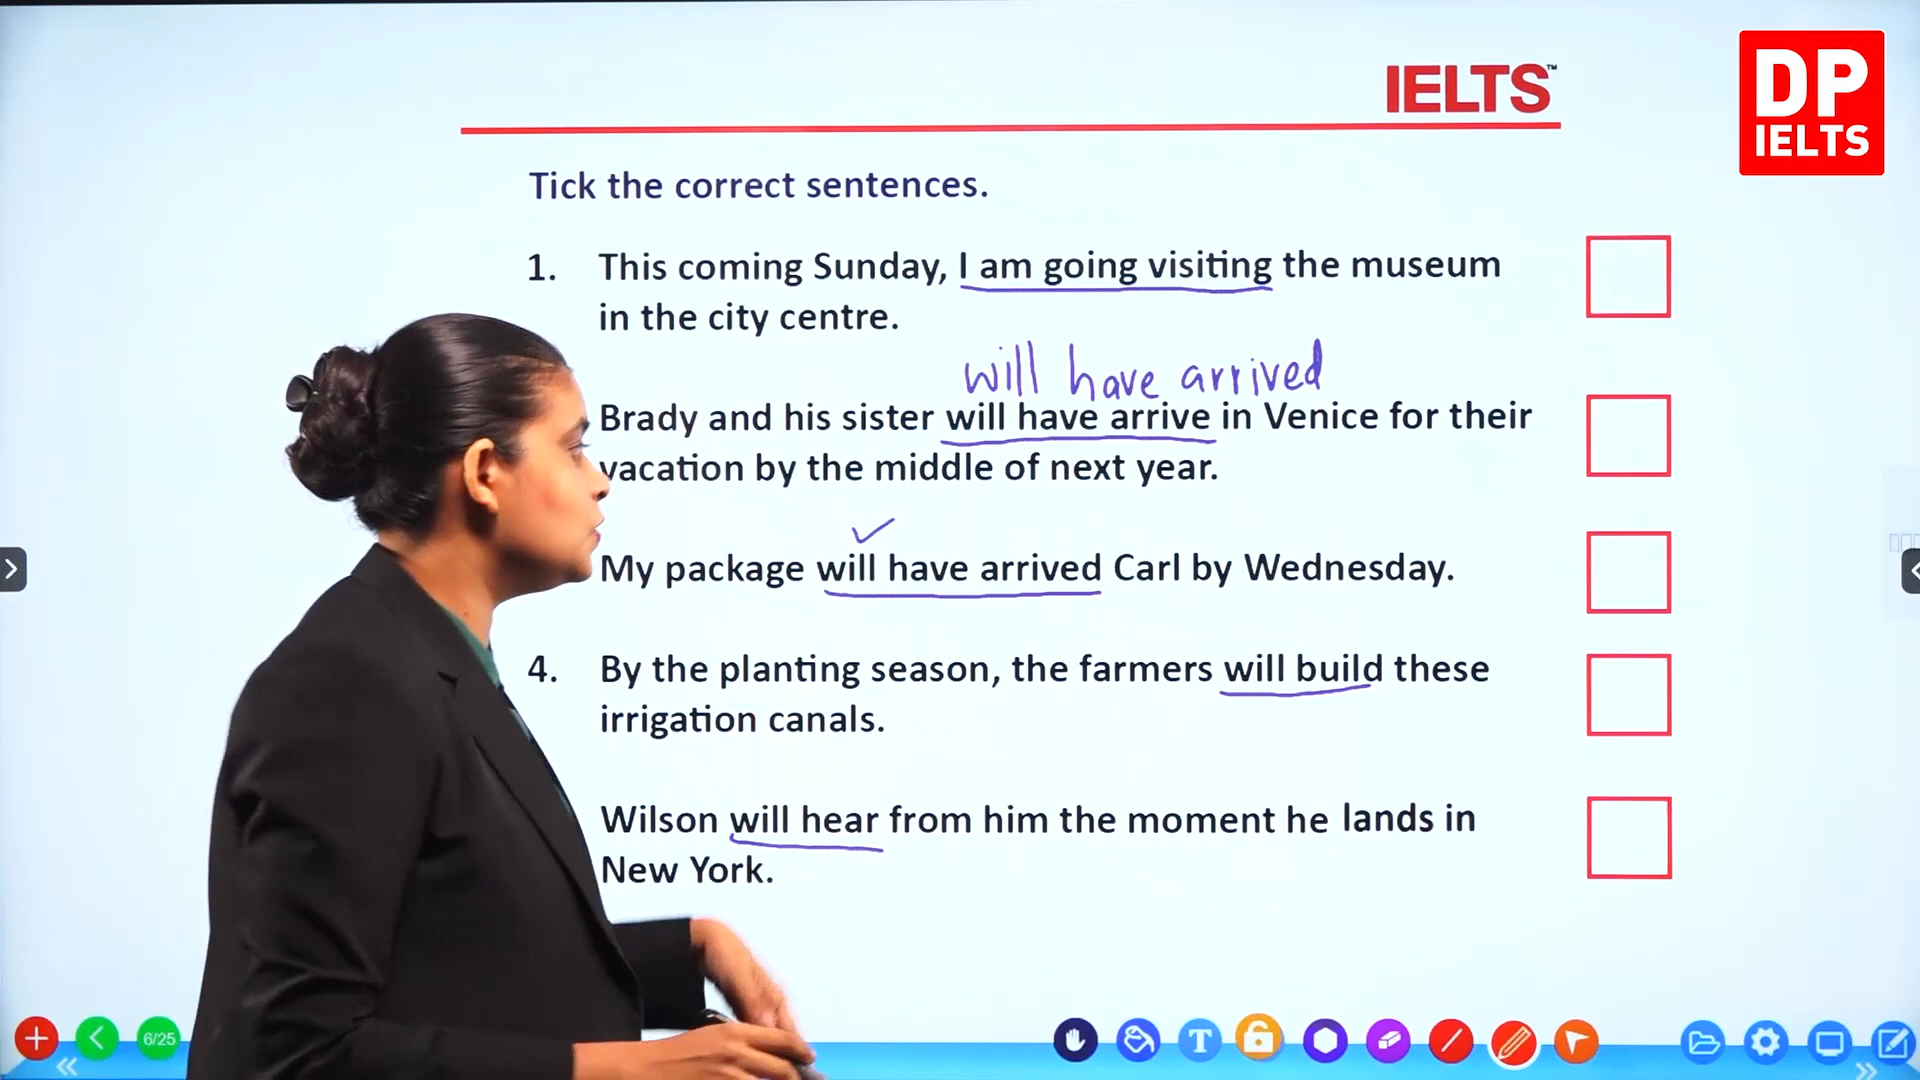 IELTS™
DP
IELTS
Tick the correct sentences.
1. This coming Sunday, I am going visiting the museum
in the city centre.
will have arrived
Brady and his sister will have arrive in Venice for their
vacation by the middle of next year.
My package will have arrived Carl by Wednesday.
4. By the planting season, the farmers will build these
irrigation canals.
Wilson will hear from him the moment he lands in
New York.
6/25
T